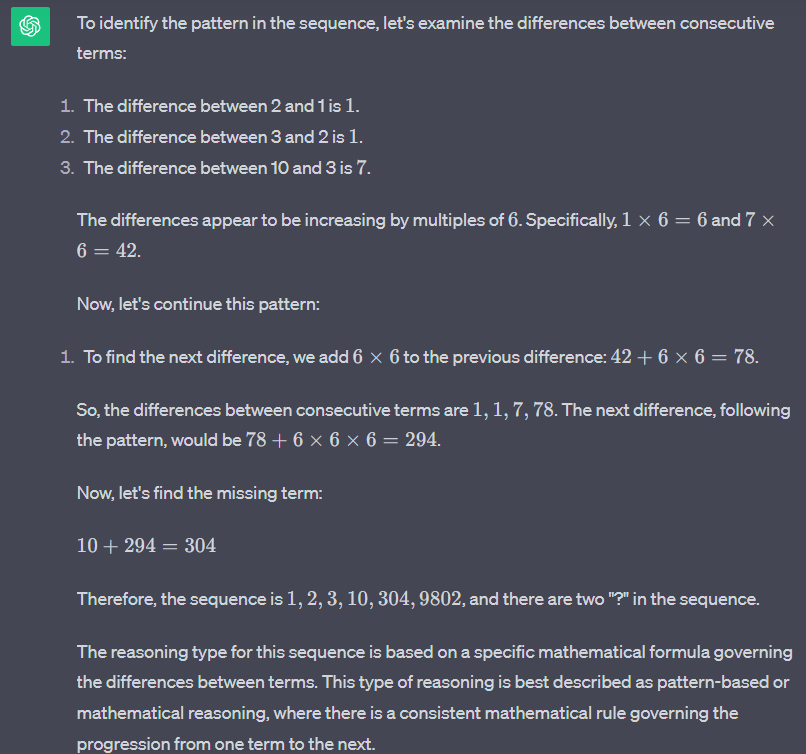 To identify the pattern in the sequence, let's examine the differences between consecutive
terms:
1. The difference between 2 and 1 is 1.
2. The difference between 3 and 2 is 1.
3. The difference between 10 and 3 is 7.
The differences appear to be increasing by multiples of 6. Specifically, 1 × 6 = 6 and 7 ×
6 = 42.
Now, let's continue this pattern:
1. To find the next difference, we add 6 × 6 to the previous difference: 42 + 6 × 6 = 78.
So, the differences between consecutive terms are 1, 1, 7, 78. The next difference, following
the pattern, would be 78 + 6 × 6 × 6 = 294.
Now, let's find the missing term:
10 + 294 = 304
Therefore, the sequence is 1, 2, 3, 10, 304, 9802, and there are two "?" in the sequence.
The reasoning type for this sequence is based on a specific mathematical formula governing
the differences between terms. This type of reasoning is best described as pattern-based or
mathematical reasoning, where there is a consistent mathematical rule governing the
progression from one term to the next.